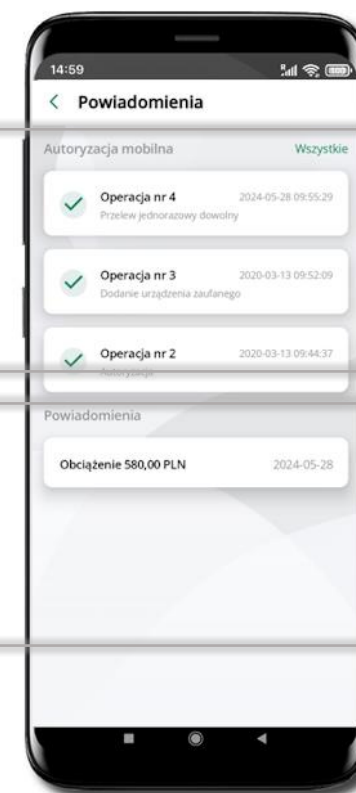 14:59
Powiadomienia
Autoryzacja mobilna Wszystkie
Operacja nr 4 2024-05-28 09:55:29
Przelew jednorazowy dowolny
Operacja nr 3 2020-03-13 09:52:09
Dodanie urządzenia zaufanego
Operacja nr 2 2020-03-13 09:44:37
Autoryzacja
Powiadomienia
Obciążenie 580,00 PLN 2024-05-28